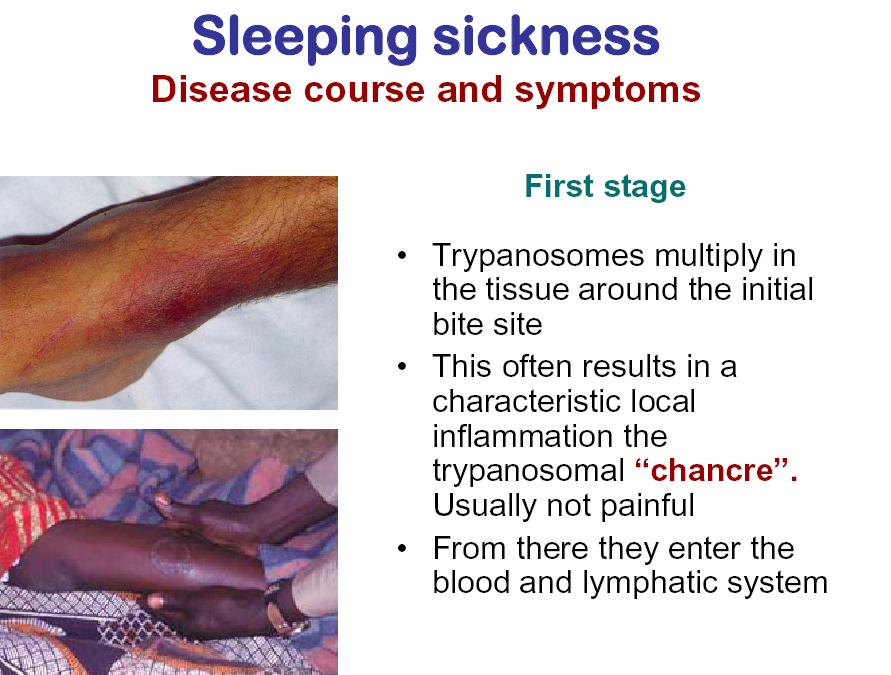 Sleeping sickness
Disease course and symptoms
First stage
• Trypanosomes multiply in
the tissue around the initial
bite site
• This often results in a
characteristic local
inflammation the
trypanosomal “chancre”.
Usually not painful
• From there they enter the
blood and lymphatic system